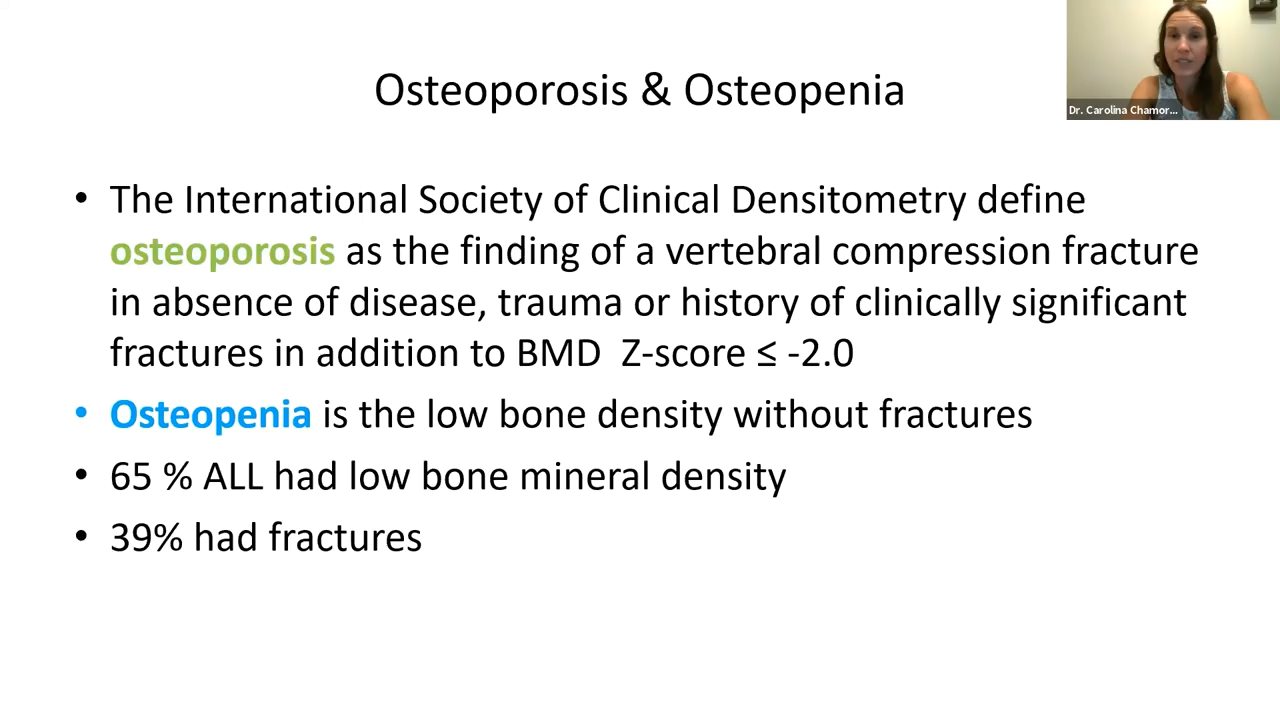 Osteoporosis & Osteopenia
Dr. Carolina Chamor...
• The International Society of Clinical Densitometry define
osteoporosis as the finding of a vertebral compression fracture
in absence of disease, trauma or history of clinically significant
fractures in addition to BMD  Z-score ≤ -2.0
• Osteopenia is the low bone density without fractures
• 65 % ALL had low bone mineral density
• 39% had fractures